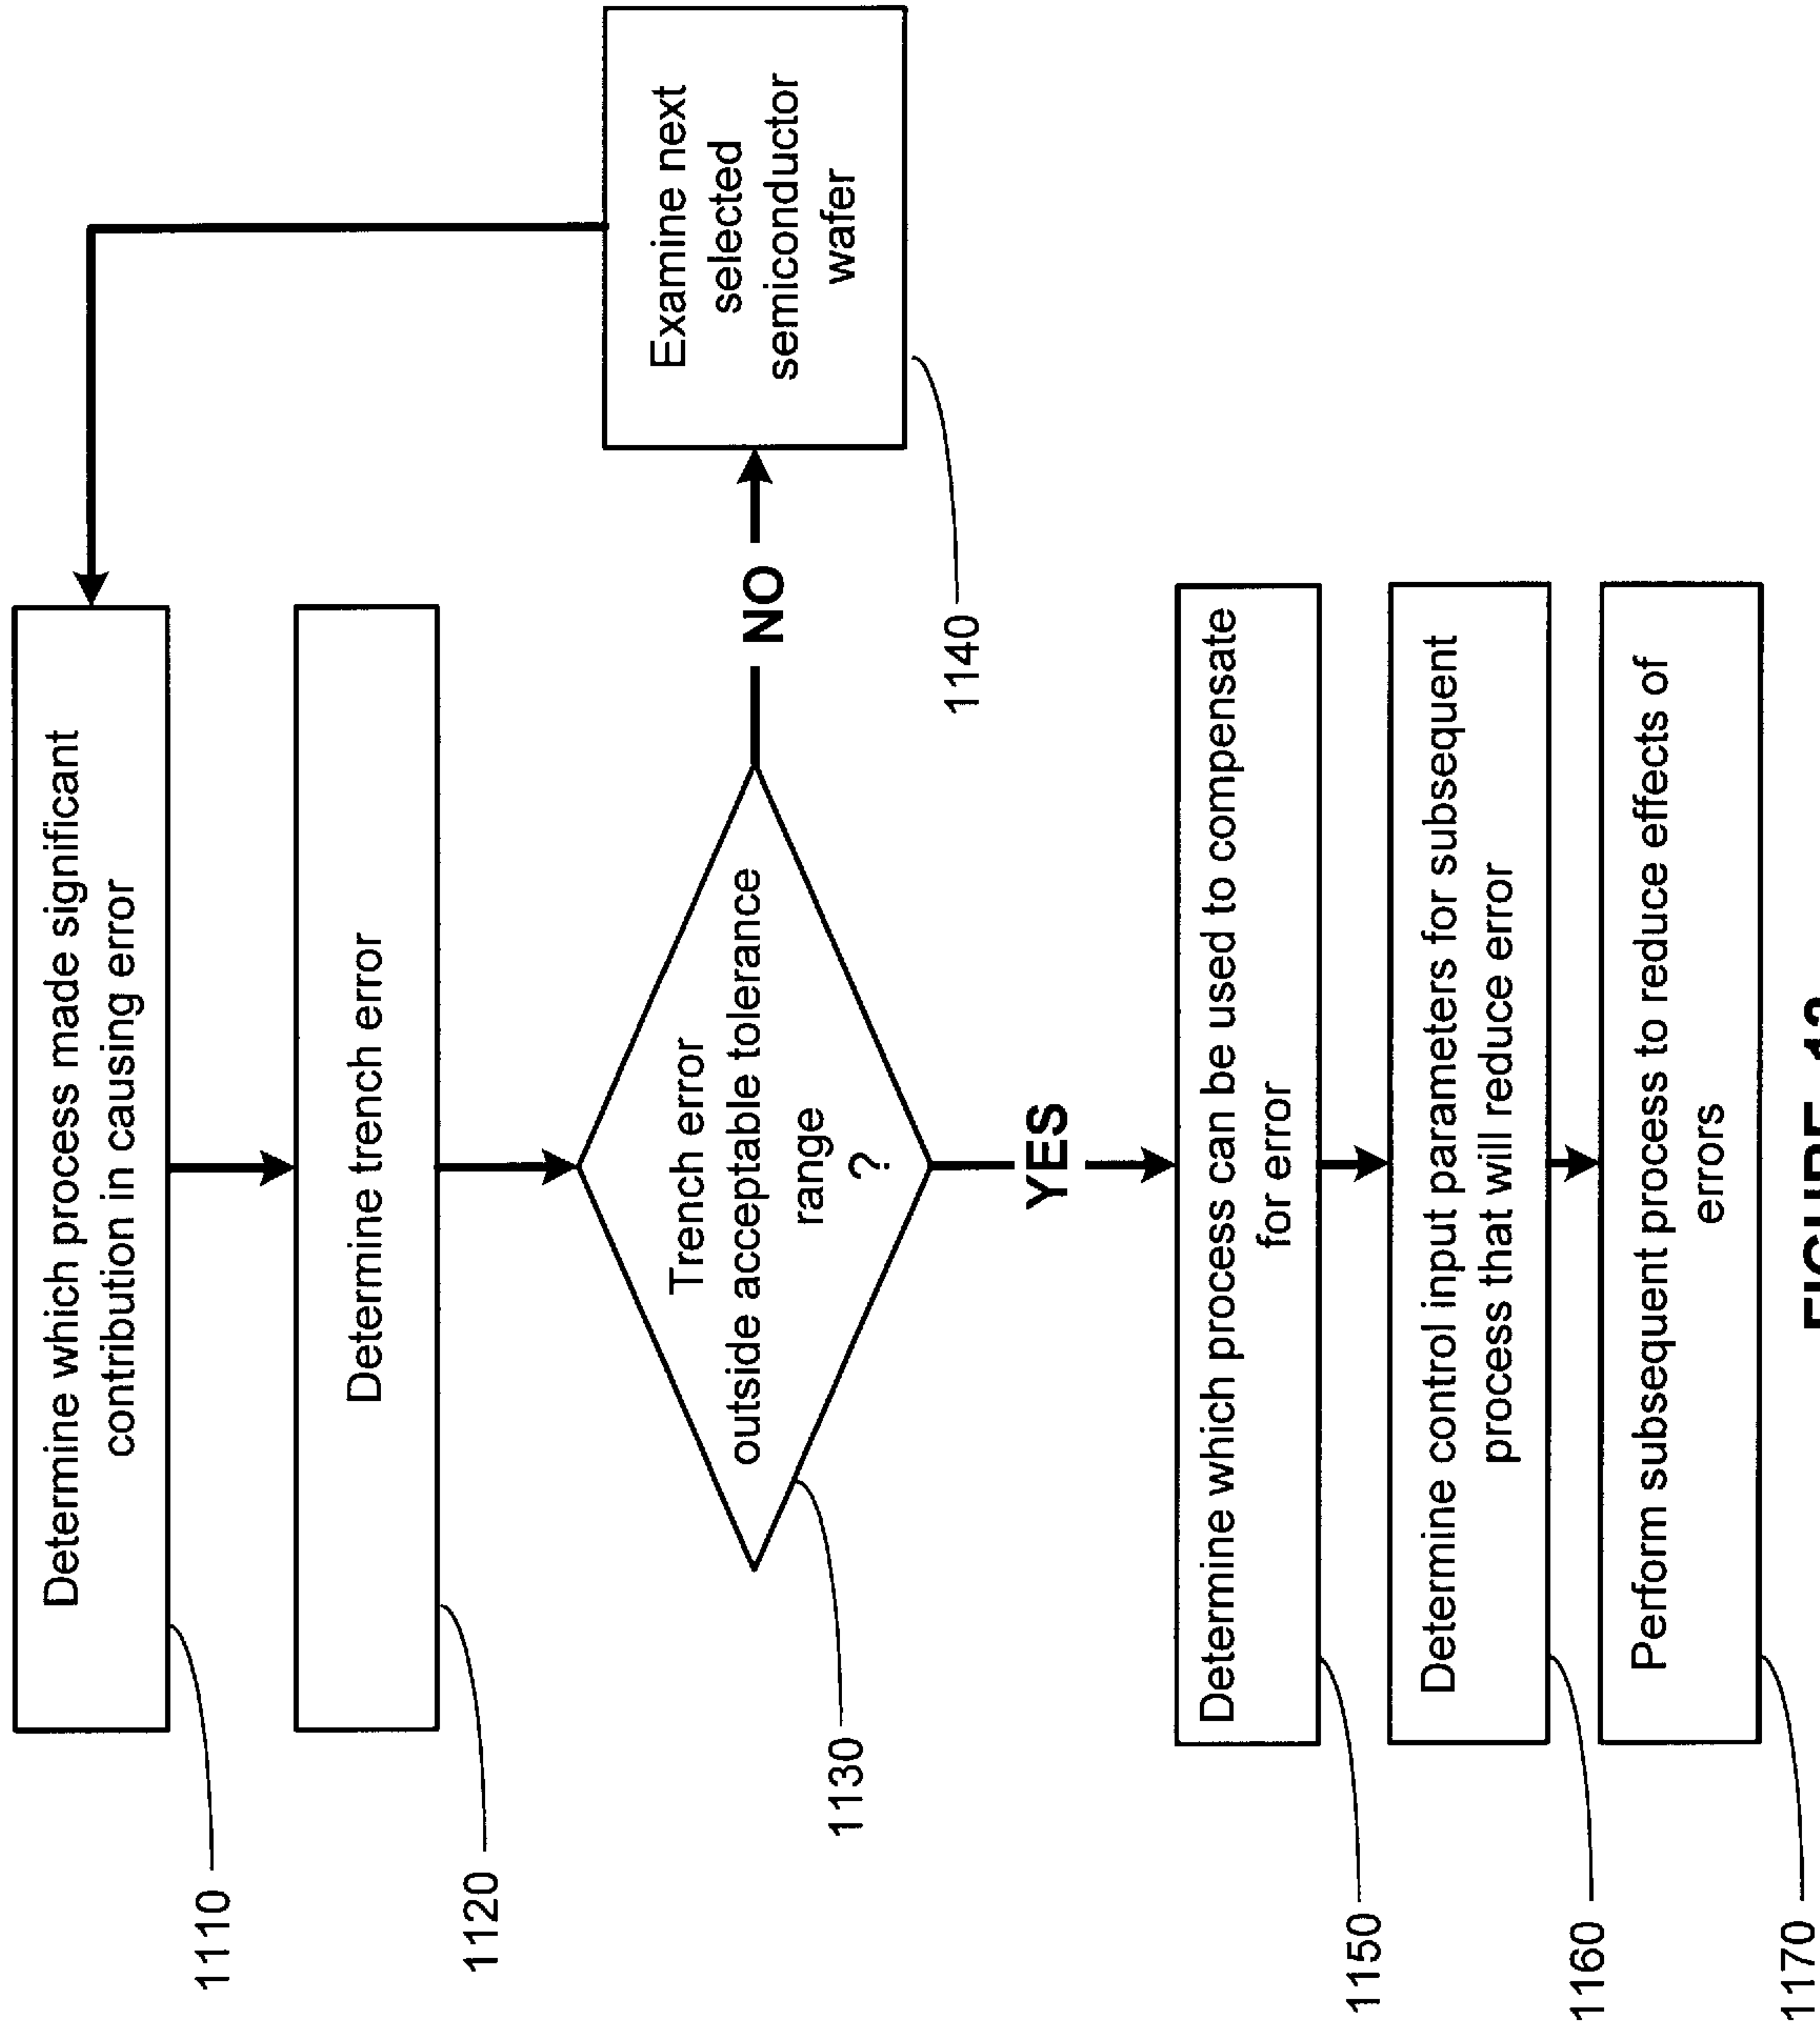 Determine which process made significant
contribution in causing error
1110
Determine trench error
1120
Trench error
outside acceptable tolerance
range
?
1130
NO
Examine next
selected
semiconductor
wafer
1140
YES
Determine which process can be used to compensate
for error
1150
Determine control input parameters for subsequent
process that will reduce error
1160
Perform subsequent process to reduce effects of
errors
1170
FIGURE